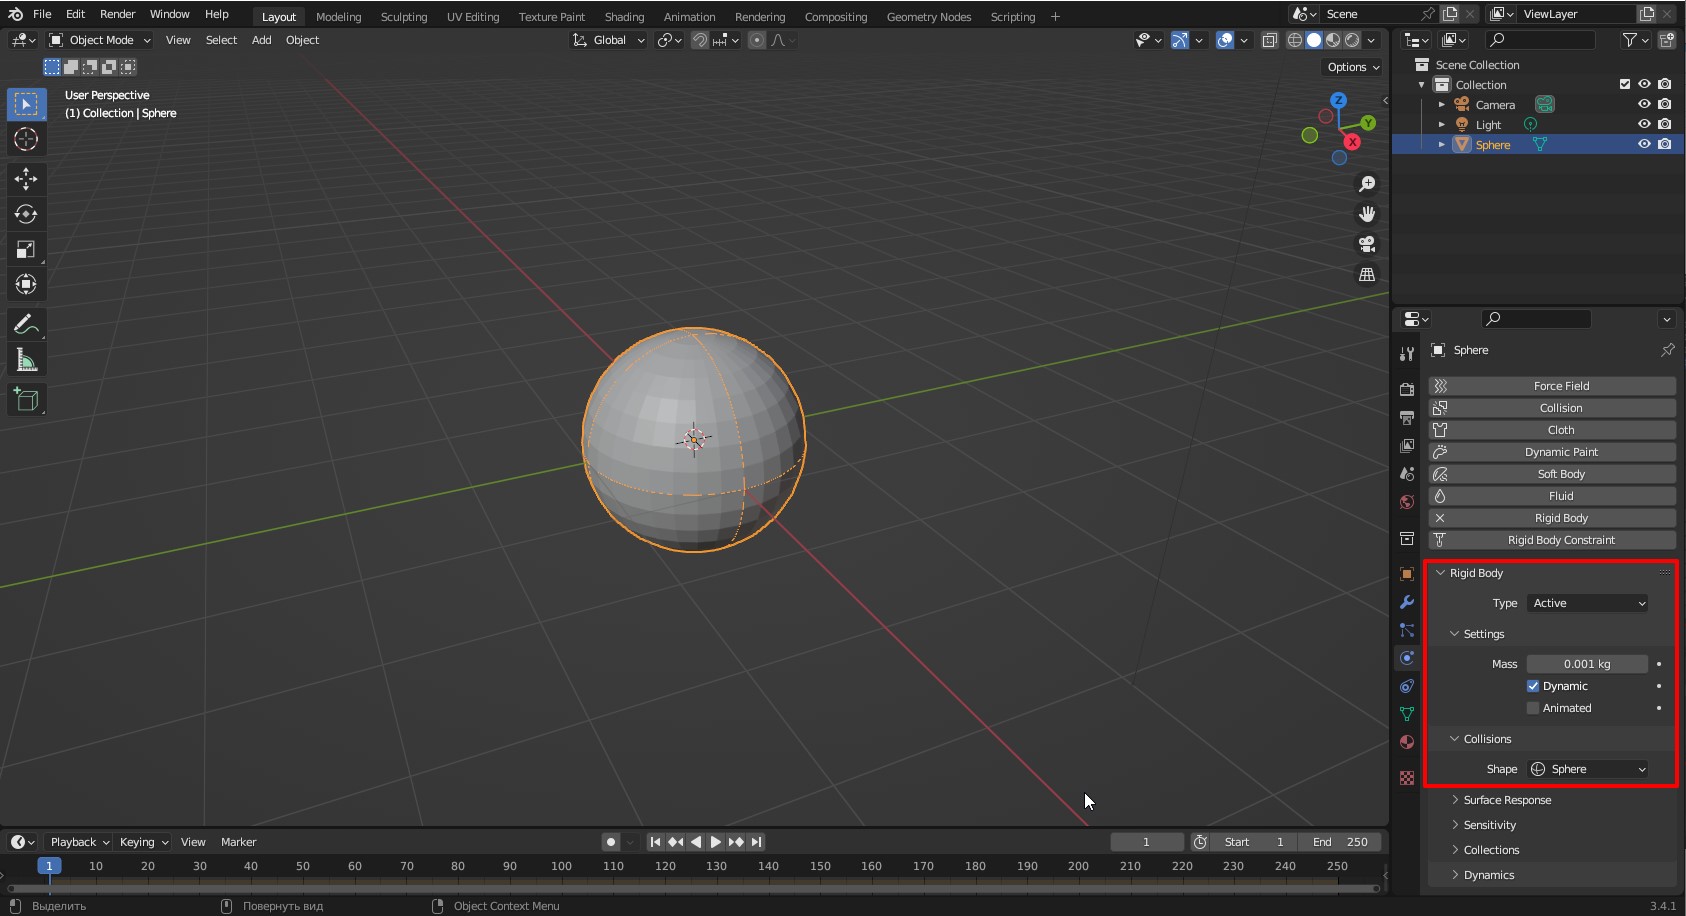 File Edit Render Window Help Layout Modeling Sculpting UV Editing Texture Paint Shading Animation Rendering Compositing Geometry Nodes Scripting + Scene ViewLayer
Object Mode View Select Add Object Global
Options
User Perspective
(1) Collection | Sphere
Z
Y
X
Scene Collection
Collection
Camera
Light
Sphere
Sphere
Force Field
Collision
Cloth
Dynamic Paint
Soft Body
Fluid
Rigid Body
Rigid Body Constraint
Rigid Body
Type Active
Settings
Mass 0.001 kg
Dynamic
Animated
Collisions
Shape Sphere
Surface Response
Sensitivity
Collections
Dynamics
Playback Keying View Marker 1 Start 1 End 250
1 10 20 30 40 50 60 70 80 90 100 110 120 130 140 150 160 170 180 190 200 210 220 230 240 250
Выделить Повернуть вид Object Context Menu 3.4.1